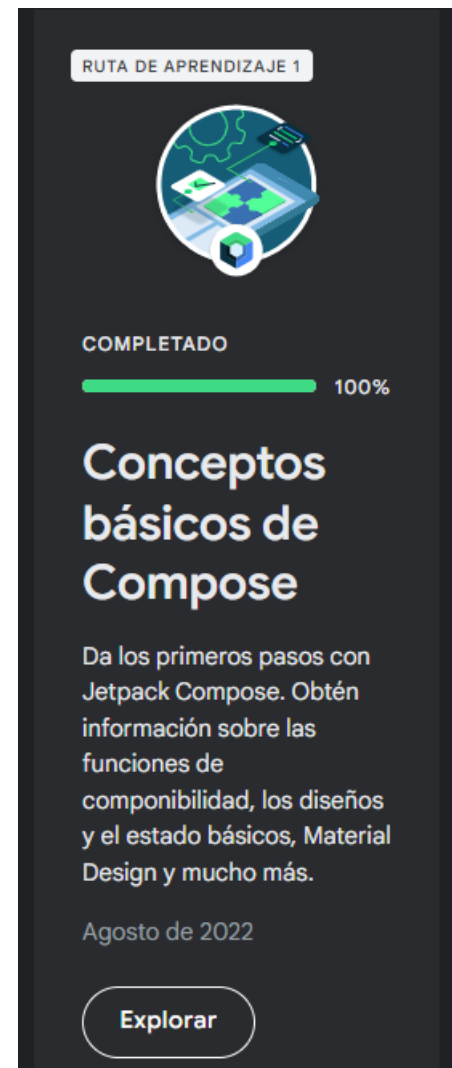 RUTA DE APRENDIZAJE 1
COMPLETADO
100%
Conceptos
básicos de
Compose
Da los primeros pasos con
Jetpack Compose. Obtén
información sobre las
funciones de
componibilidad, los diseños
y el estado básicos, Material
Design y mucho más.
Agosto de 2022
Explorar